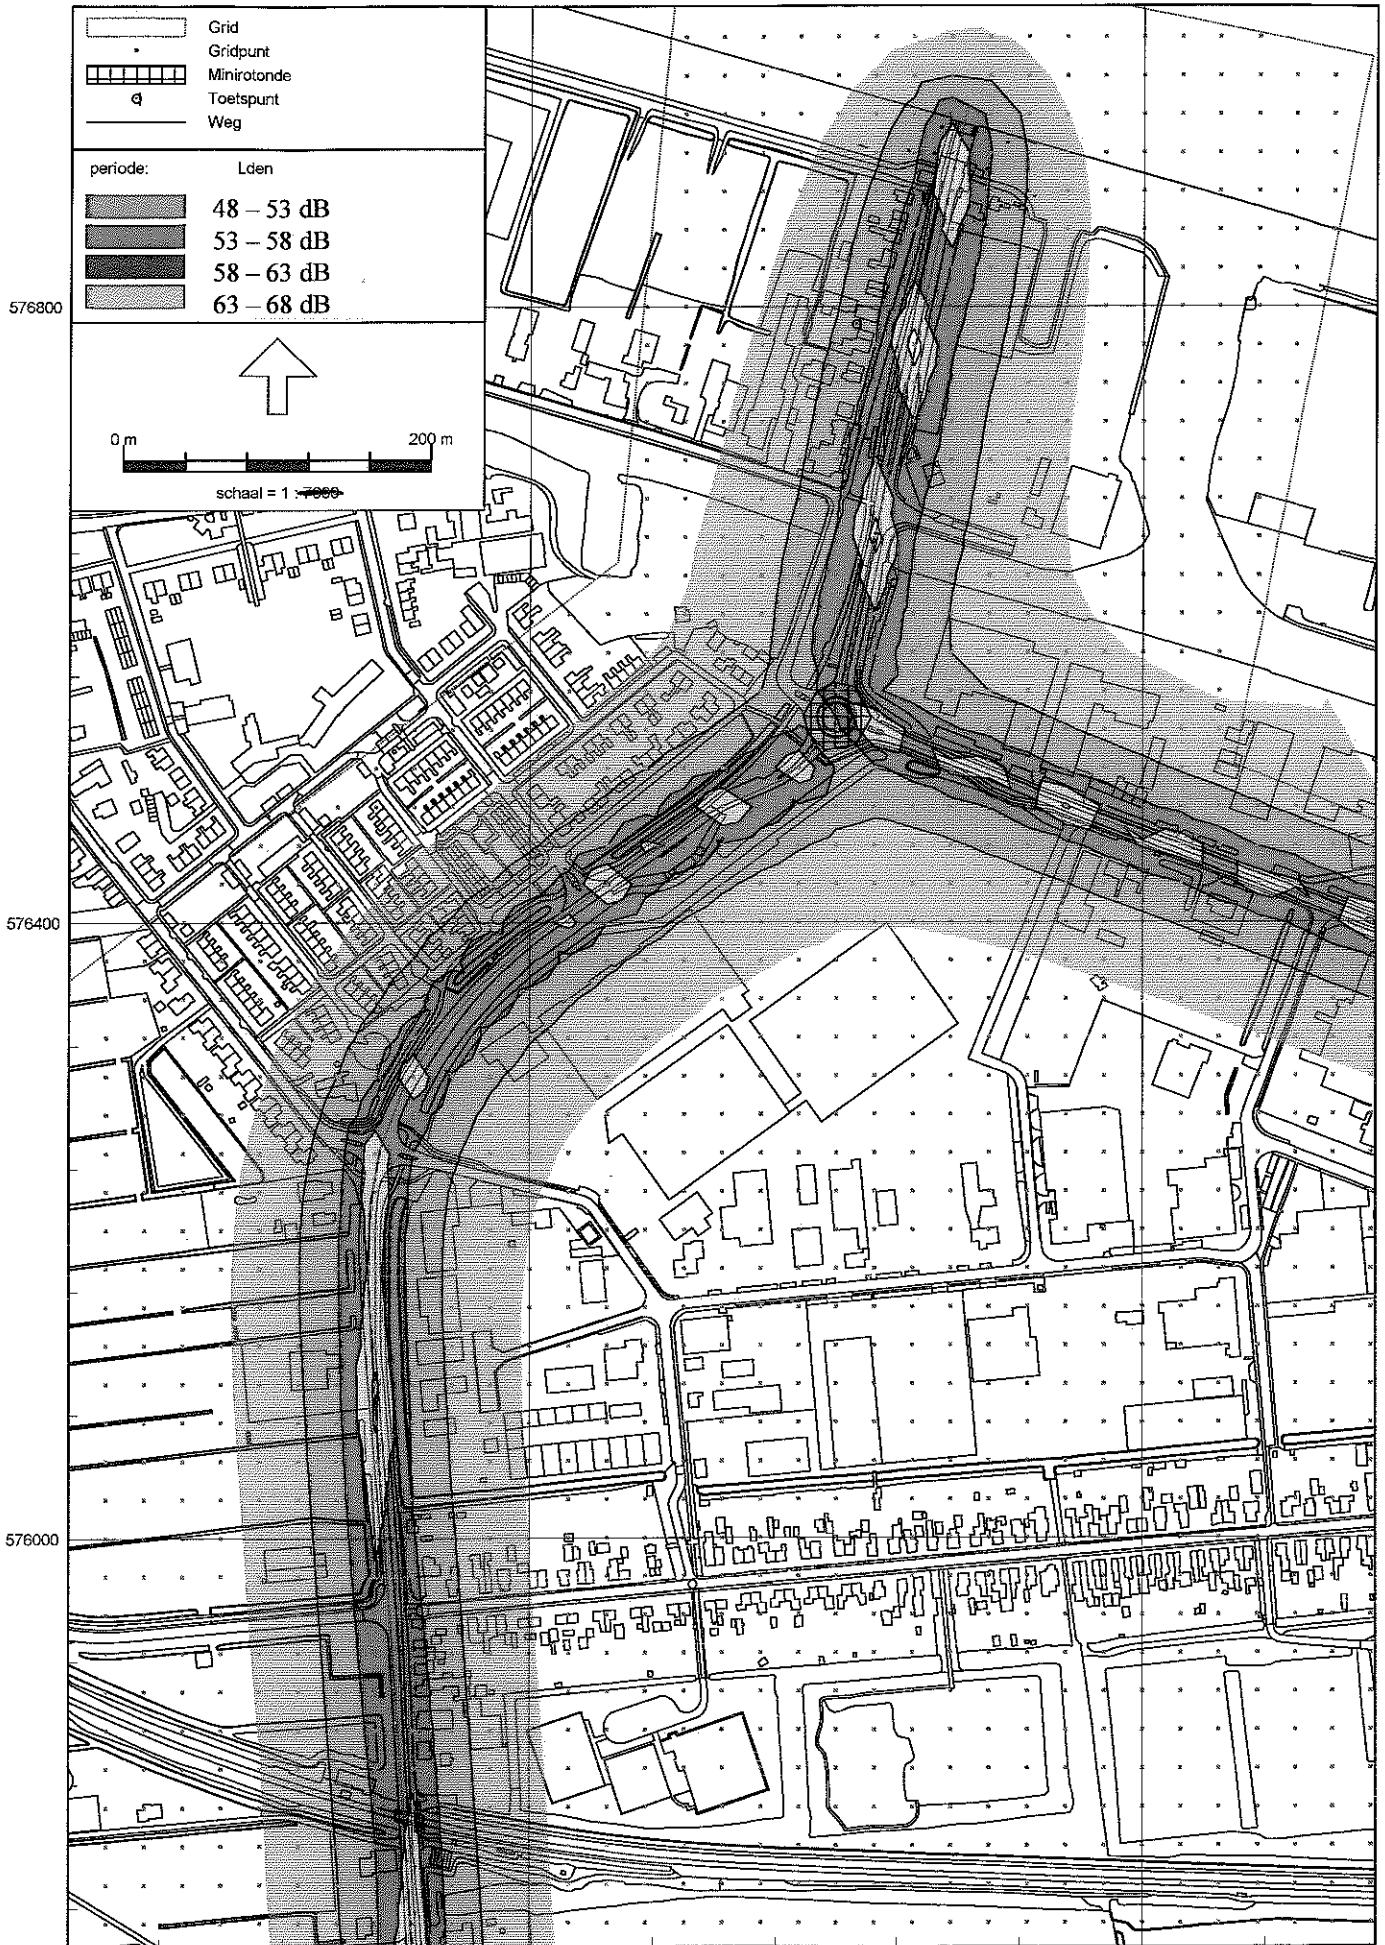 Grid
Gridpunt
Minirotonde
Toetspunt
Weg
periode: Lden
48 – 53 dB
53 – 58 dB
58 – 63 dB
63 – 68 dB
0 m 200 m
schaal = 1 : 7000
576800
576400
576000